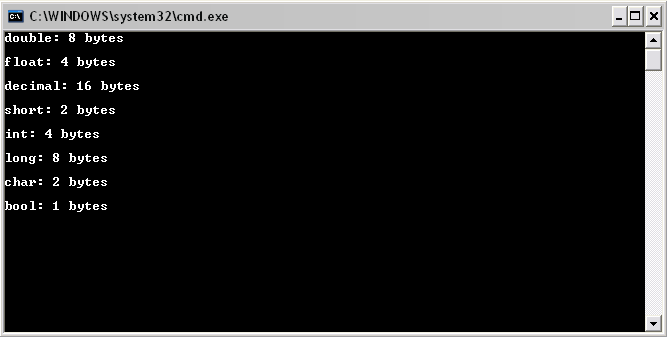 C:\WINDOWS\system32\cmd.exe
double: 8 bytes
float: 4 bytes
decimal: 16 bytes
short: 2 bytes
int: 4 bytes
long: 8 bytes
char: 2 bytes
bool: 1 bytes